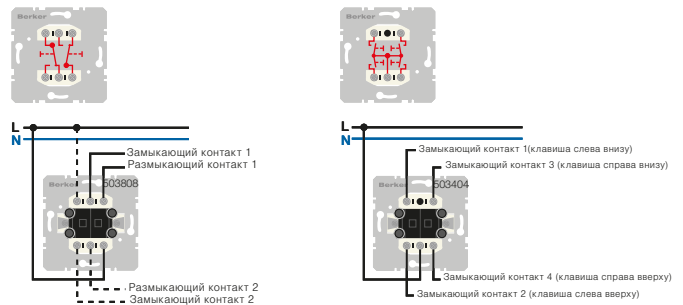 Berker
Berker
L
N
Замыкающий контакт 1
Размыкающий контакт 1
Berker 503808
Размыкающий контакт 2
Замыкающий контакт 2
L
N
Замыкающий контакт 1(клавиша слева внизу)
Замыкающий контакт 3 (клавиша справа внизу)
Berker 503404
Замыкающий контакт 4 (клавиша справа вверху)
Замыкающий контакт 2 (клавиша слева вверху)